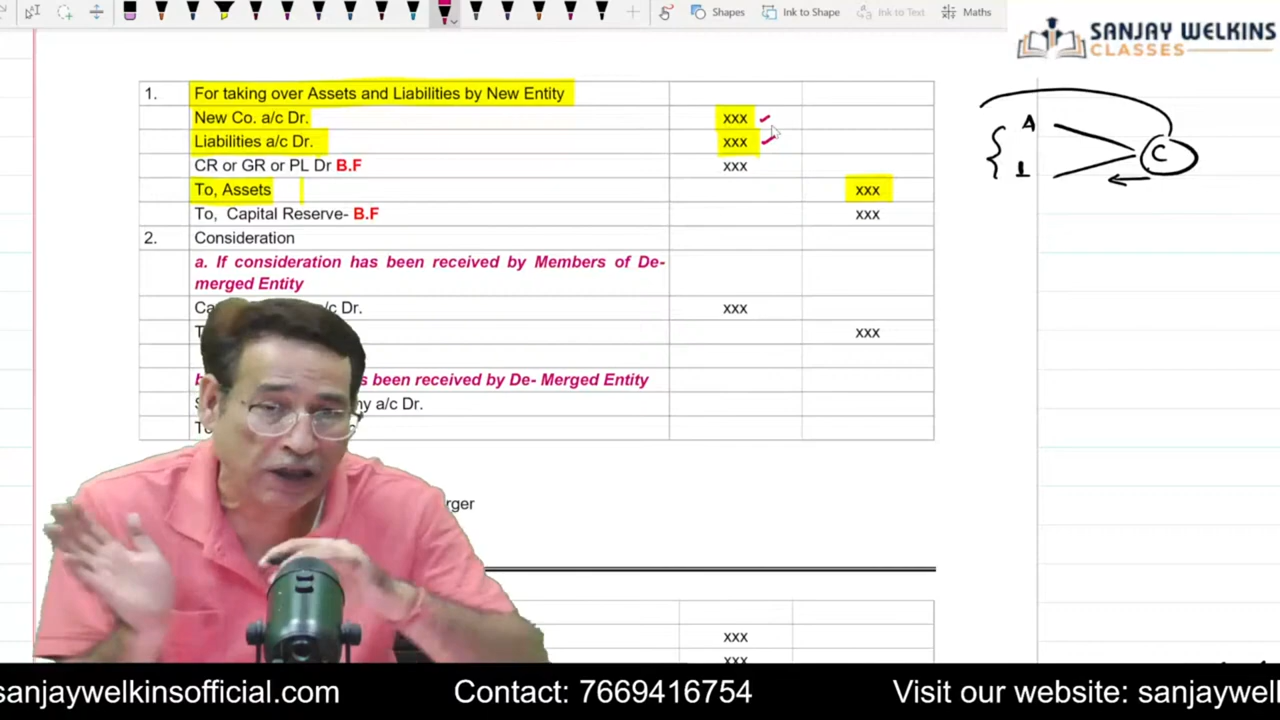 Shapes Ink to Shape Ink to Text Maths
SANJAY WELKINS
CLASSES
1. For taking over Assets and Liabilities by New Entity
New Co. a/c Dr. xxx
Liabilities a/c Dr. xxx
CR or GR or PL Dr B.F xxx
To, Assets xxx
To, Capital Reserve- B.F xxx
2. Consideration
a. If consideration has been received by Members of De-
merged Entity
/c Dr. xxx
xxx
s been received by De- Merged Entity
ny a/c Dr.
rger
xxx
xxx
A
L
C
sanjaywelkinsofficial.com Contact: 7669416754 Visit our website: sanjaywel